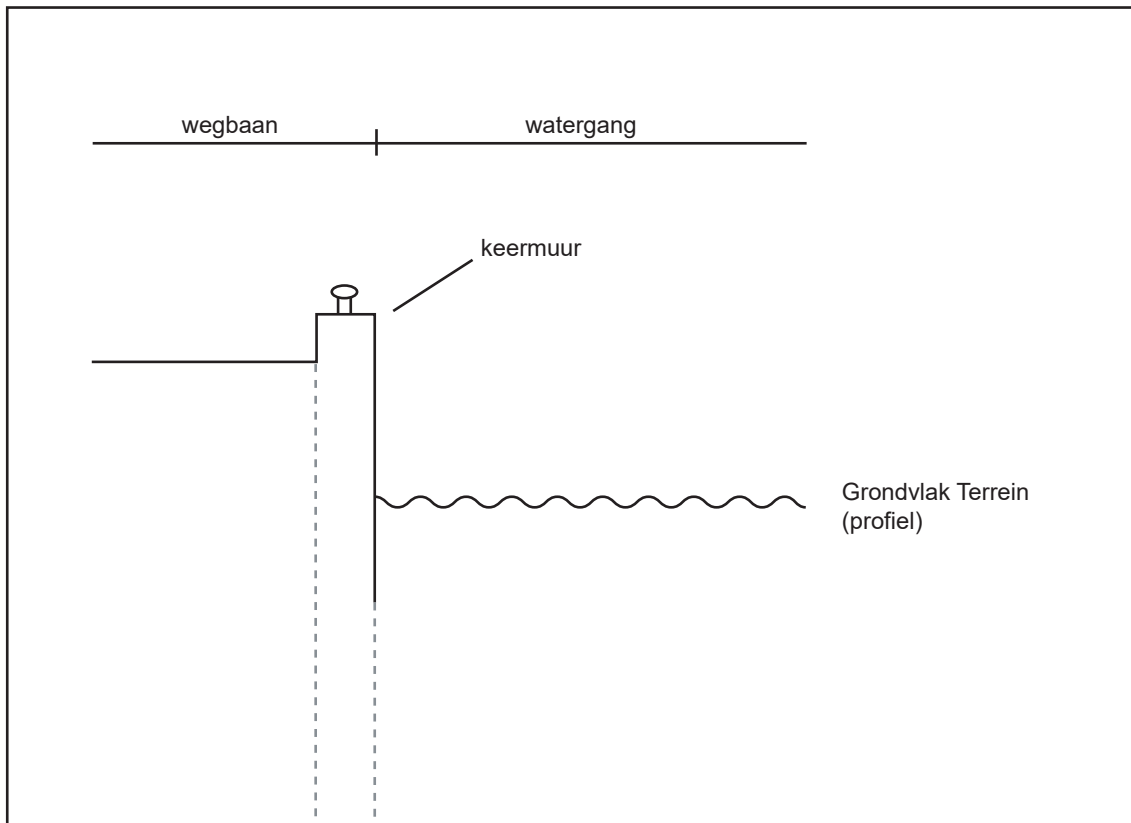 wegbaan
watergang
keermuur
Grondvlak Terrein
(profiel)